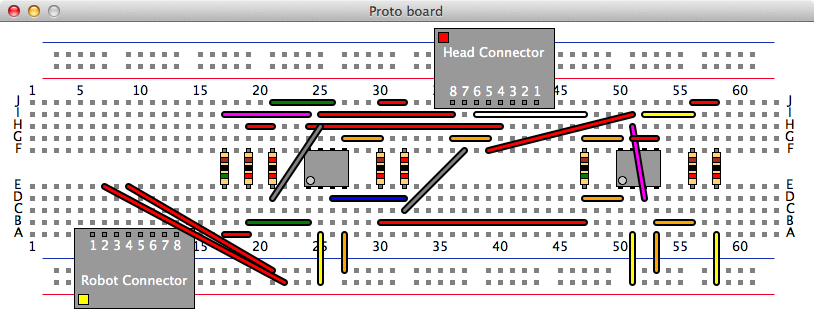 Proto board
Head Connector
8 7 6 5 4 3 2 1
1 5 10 15 20 25 30 35 40 45 50 55 60
J J
I I
H H
G G
F F
E E
D D
C C
B B
A A
1 15 20 25 30 35 40 45 50 55 60
1 2 3 4 5 6 7 8
Robot Connector